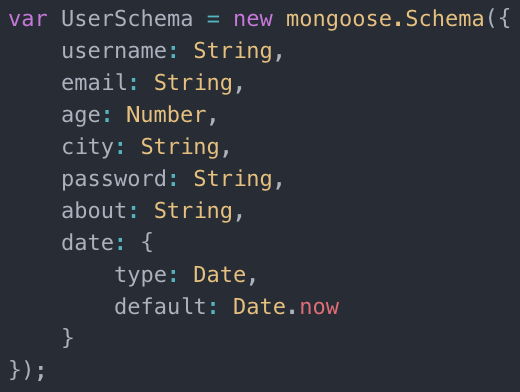 var UserSchema = new mongoose.Schema({
    username: String,
    email: String,
    age: Number,
    city: String,
    password: String,
    about: String,
    date: {
        type: Date,
        default: Date.now
    }
});